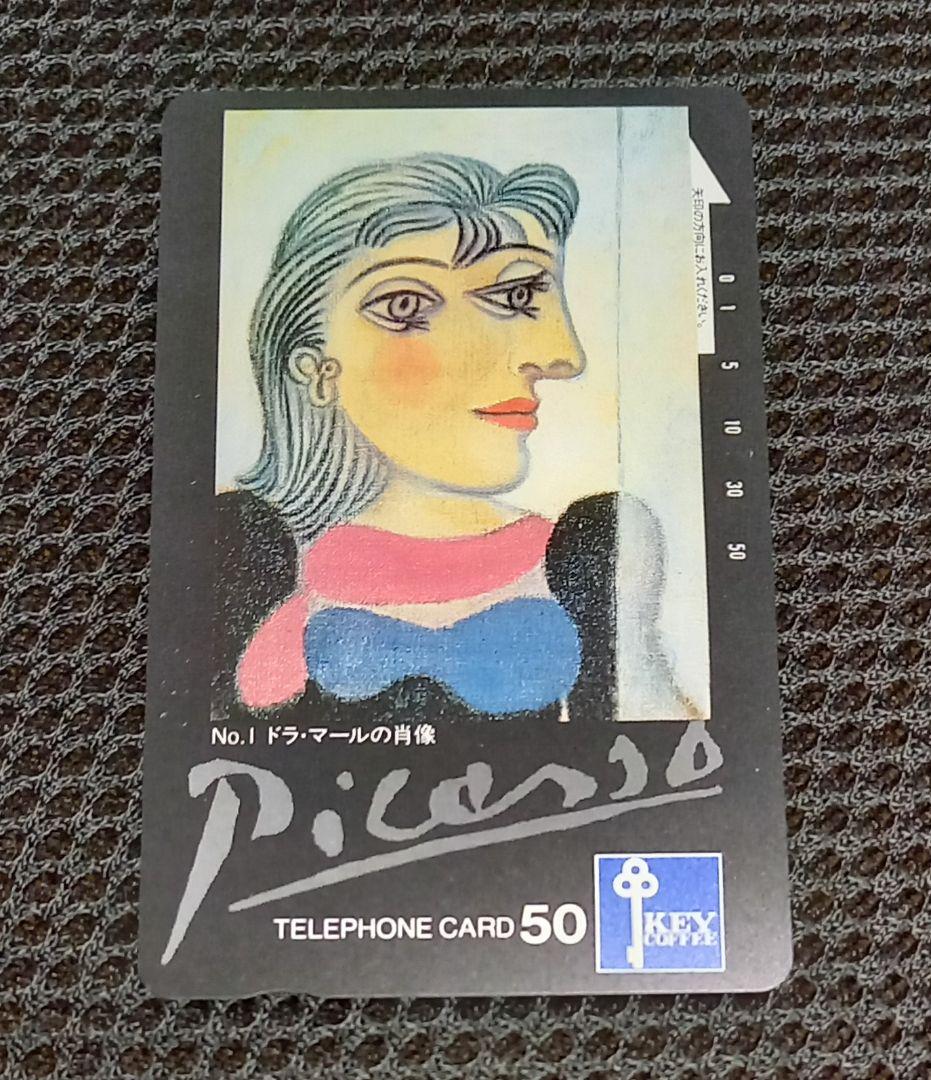 矢印の方向にお入れください。
0
1
5
10
30
50
No.1 ドラ・マールの肖像
Picasso
TELEPHONE CARD 50
KEY
COFFEE